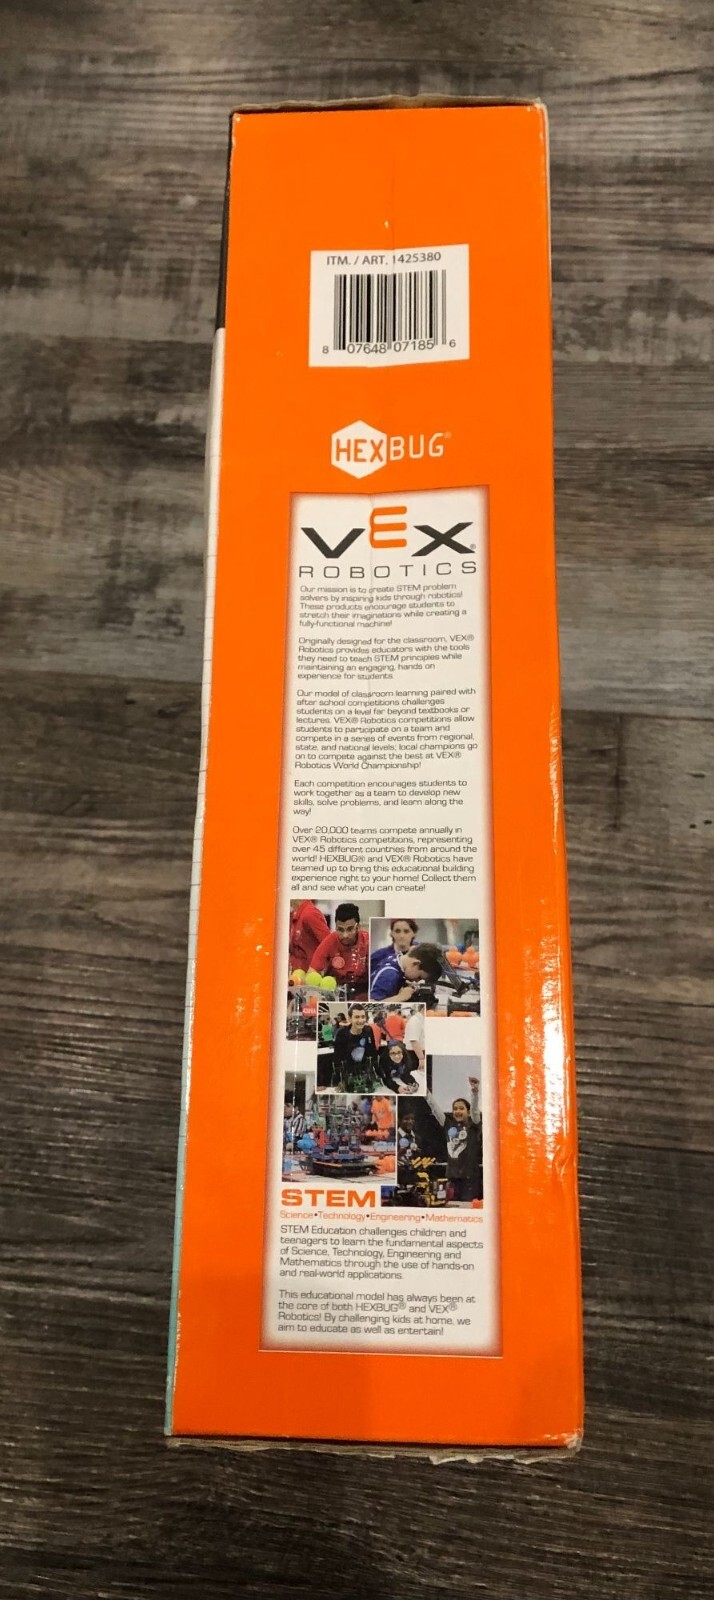 ITM. / ART. 1425380
8 07648 07185 6
HEXBUG®
VEX®
ROBOTICS
Our mission is to create STEM problem
solvers by inspiring kids through robotics!
These products encourage students to
stretch their imaginations while creating a
fully-functional machine!
Originally designed for the classroom, VEX®
Robotics provides educators with the tools
they need to teach STEM principles while
maintaining an engaging, hands on
experience for students.
Our model of classroom learning paired with
after school competitions challenges
students on a level far beyond textbooks or
lectures. VEX® Robotics competitions allow
students to participate on a team and
compete in a series of events from regional,
state, and national levels; local champions go
on to compete against the best at VEX®
Robotics World Championship!
Each competition encourages students to
work together as a team to develop new
skills, solve problems, and learn along the
way!
Over 20,000 teams compete annually in
VEX® Robotics competitions, representing
over 45 different countries from around the
world! HEXBUG® and VEX® Robotics have
teamed up to bring this educational building
experience right to your home! Collect them
all and see what you can create!
STEM
Science•Technology•Engineering•Mathematics
STEM Education challenges children and
teenagers to learn the fundamental aspects
of Science, Technology, Engineering and
Mathematics through the use of hands-on
and real-world applications.
This educational model has always been at
the core of both HEXBUG® and VEX®
Robotics! By challenging kids at home, we
aim to educate as well as entertain!